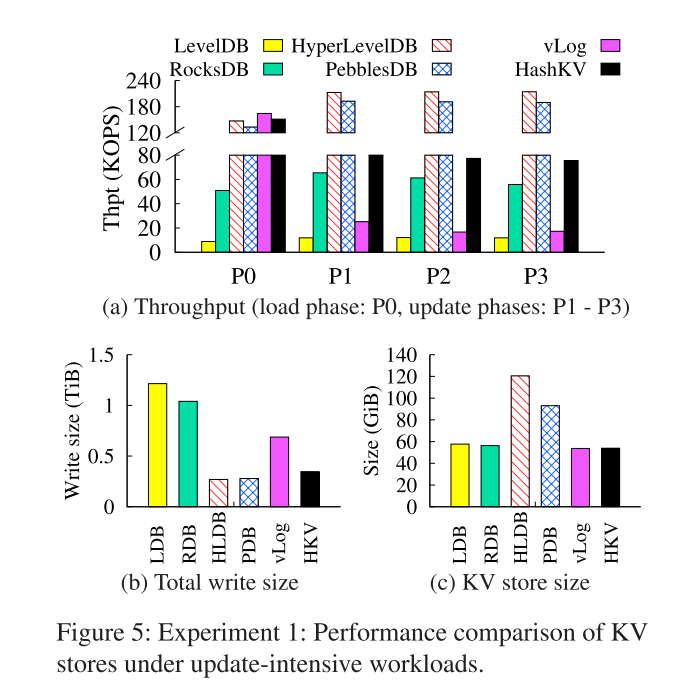 LevelDB HyperLevelDB vLog
RocksDB PebblesDB HashKV
Thpt (KOPS)
240
180
120
80
60
40
20
0
P0 P1 P2 P3
(a) Throughput (load phase: P0, update phases: P1 - P3)
Write size (TiB)
1.5
1
0.5
0
LDB RDB HLDB PDB vLog HKV
(b) Total write size
Size (GiB)
140
120
100
80
60
40
20
0
LDB RDB HLDB PDB vLog HKV
(c) KV store size
Figure 5: Experiment 1: Performance comparison of KV
stores under update-intensive workloads.